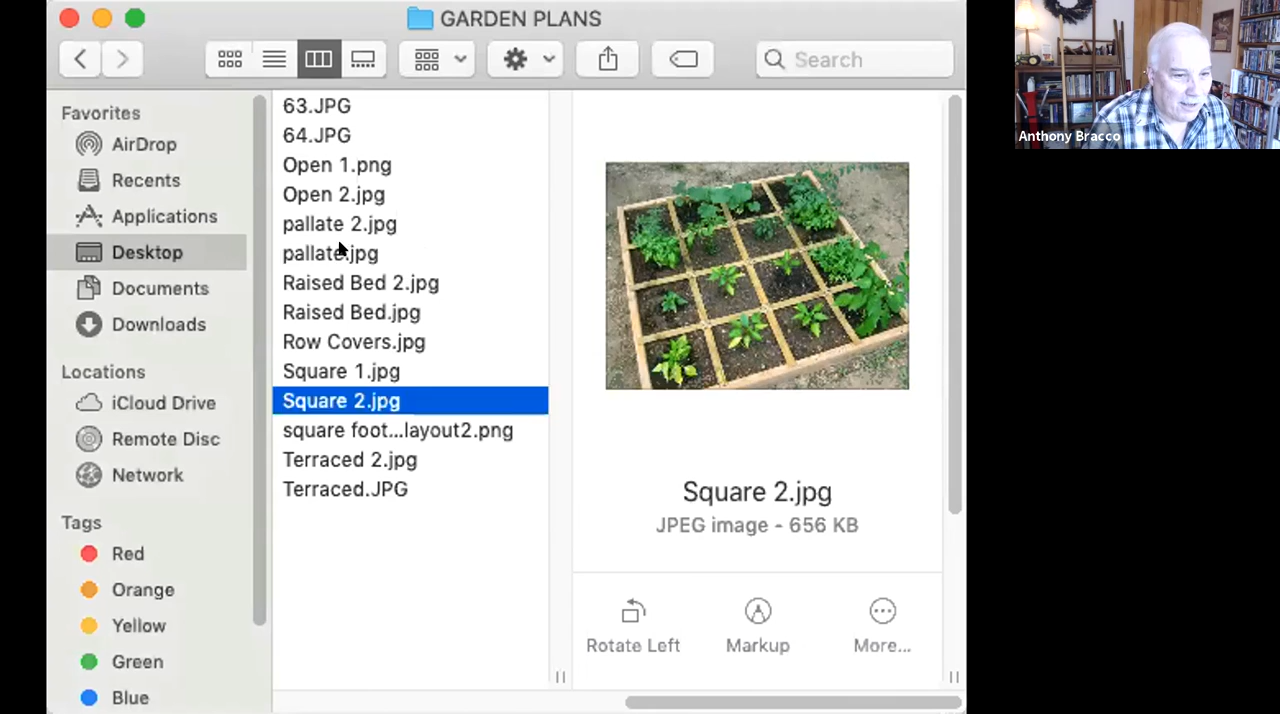 GARDEN PLANS
Search
Favorites
AirDrop
Recents
Applications
Desktop
Documents
Downloads
Locations
iCloud Drive
Remote Disc
Network
Tags
Red
Orange
Yellow
Green
Blue
63.JPG
64.JPG
Open 1.png
Open 2.jpg
pallate 2.jpg
pallate.jpg
Raised Bed 2.jpg
Raised Bed.jpg
Row Covers.jpg
Square 1.jpg
Square 2.jpg
square foot...layout2.png
Terraced 2.jpg
Terraced.JPG
Square 2.jpg
JPEG image - 656 KB
Rotate Left
Markup
More...
Anthony Bracco